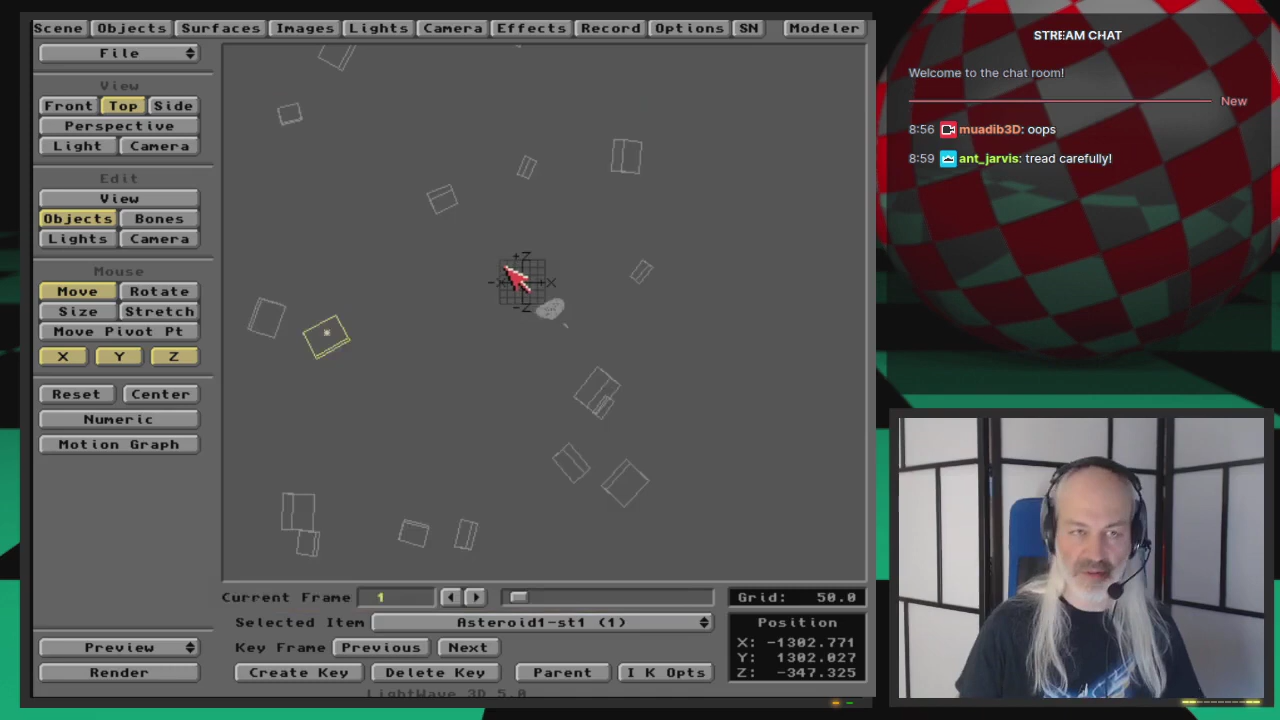 Scene Objects Surfaces Images Lights Camera Effects Record Options SN Modeler
File
View
Front Top Side
Perspective
Light Camera
Edit
View
Objects Bones
Lights Camera
Mouse
Move Rotate
Size Stretch
Move Pivot Pt
X Y Z
Reset Center
Numeric
Motion Graph
Preview
Render
+Z
-X X
-Z
Current Frame 1
Selected Item Asteroid1-st1 (1)
Key Frame Previous Next
Create Key Delete Key Parent I K Opts
LightWave 3D 5.0
Grid: 50.0
Position
X: -1302.771
Y: 1302.027
Z: -347.325
STREAM CHAT
Welcome to the chat room!
New
8:56 muadib3D: oops
8:59 ant_jarvis: tread carefully!